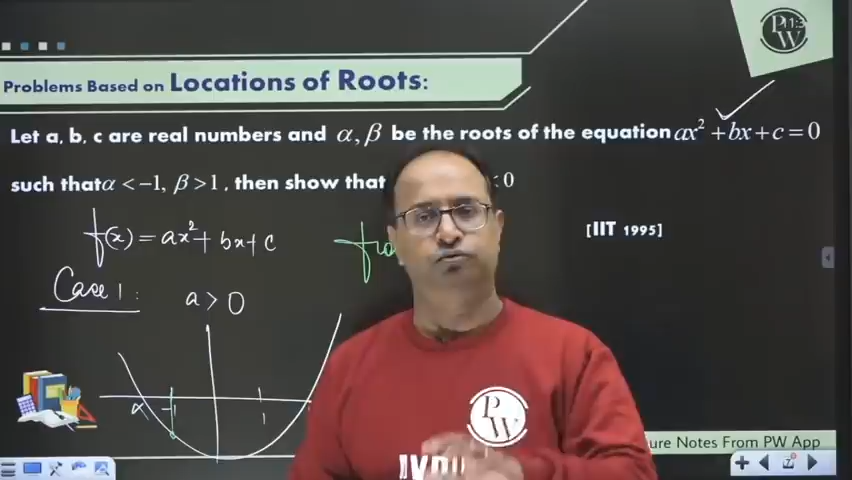 PW
Problems Based on Locations of Roots:
Let a, b, c are real numbers and α, β be the roots of the equation ax² + bx + c = 0
such that α < −1, β > 1, then show that < 0
f(x) = ax² + bx + c
[IIT 1995]
Case 1: a > 0
α -1 1
PW
Notes From PW App